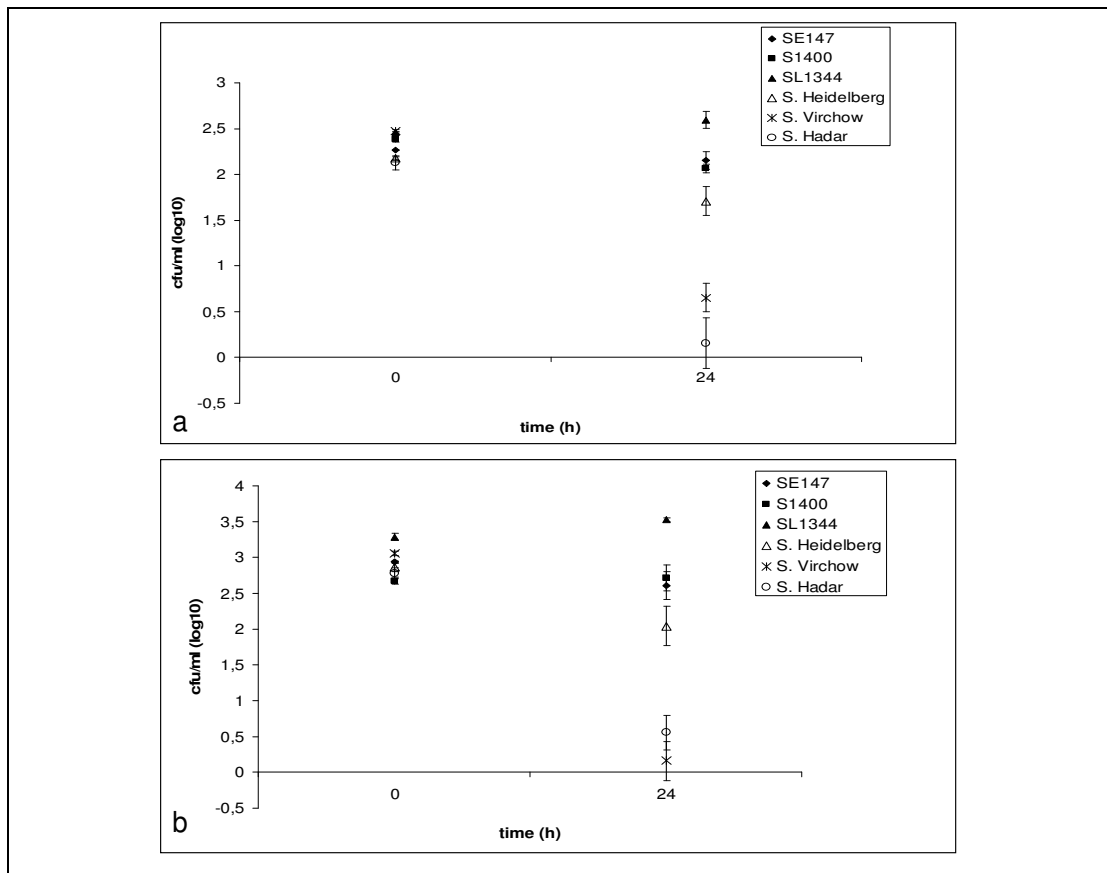 SE147
S1400
SL1344
S. Heidelberg
S. Virchow
S. Hadar
3
2,5
2
1,5
1
0,5
0
-0,5
cfu/ml (log10)
0 24
time (h)
a
SE147
S1400
SL1344
S. Heidelberg
S. Virchow
S. Hadar
4
3,5
3
2,5
2
1,5
1
0,5
0
-0,5
cfu/ml (log10)
0 24
time (h)
b